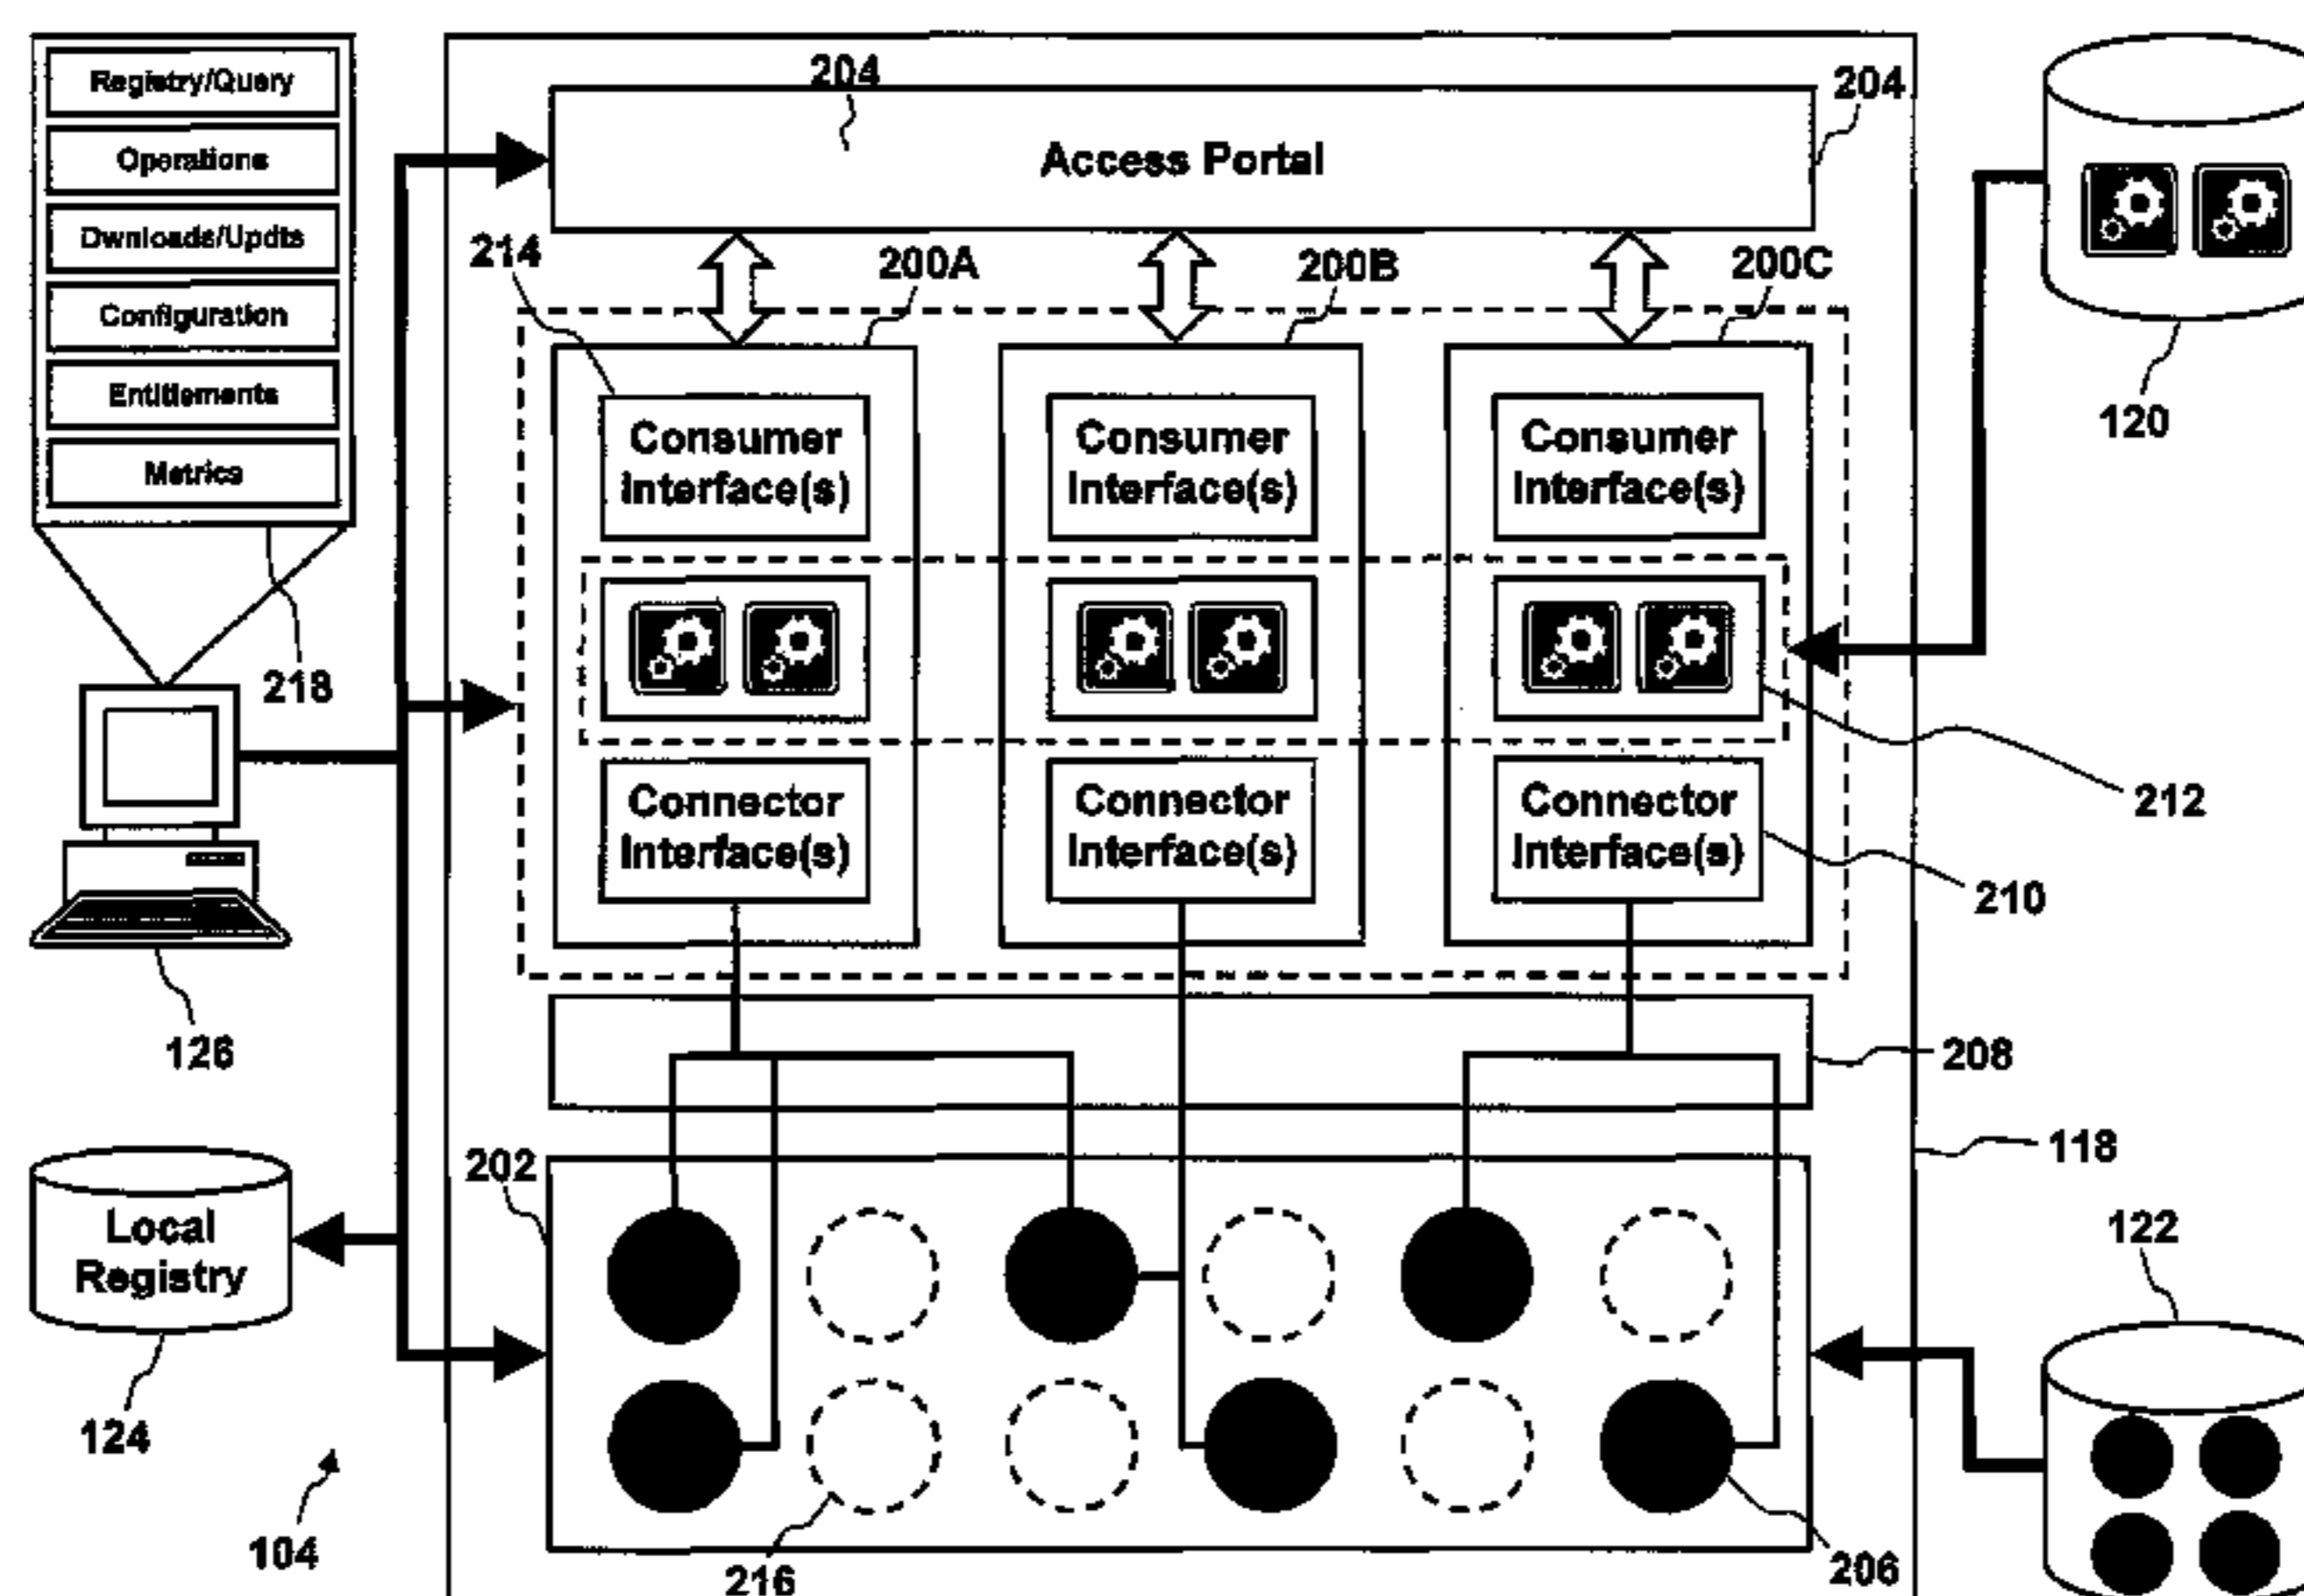 Registry/Query
Operations
Dwnloads/Updts
Configuration
Entitlements
Metrics
218
126
Local
Registry
124
104
204
204
Access Portal
214
200A
200B
200C
Consumer
Interface(s)
Consumer
Interface(s)
Consumer
Interface(s)
Connector
Interface(s)
Connector
Interface(s)
Connector
Interface(s)
120
212
210
208
118
202
122
216
206